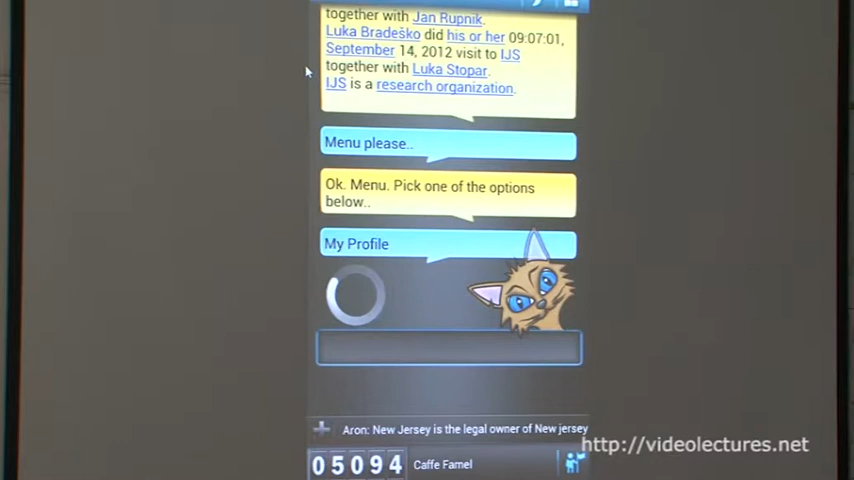 together with Jan Rupnik.
Luka Bradeško did his or her 09:07:01,
September 14, 2012 visit to IJS
together with Luka Stopar.
IJS is a research organization.
Menu please..
Ok. Menu. Pick one of the options
below..
My Profile
Aron: New Jersey is the legal owner of New jersey
http://videolectures.net
05094 Caffe Famel